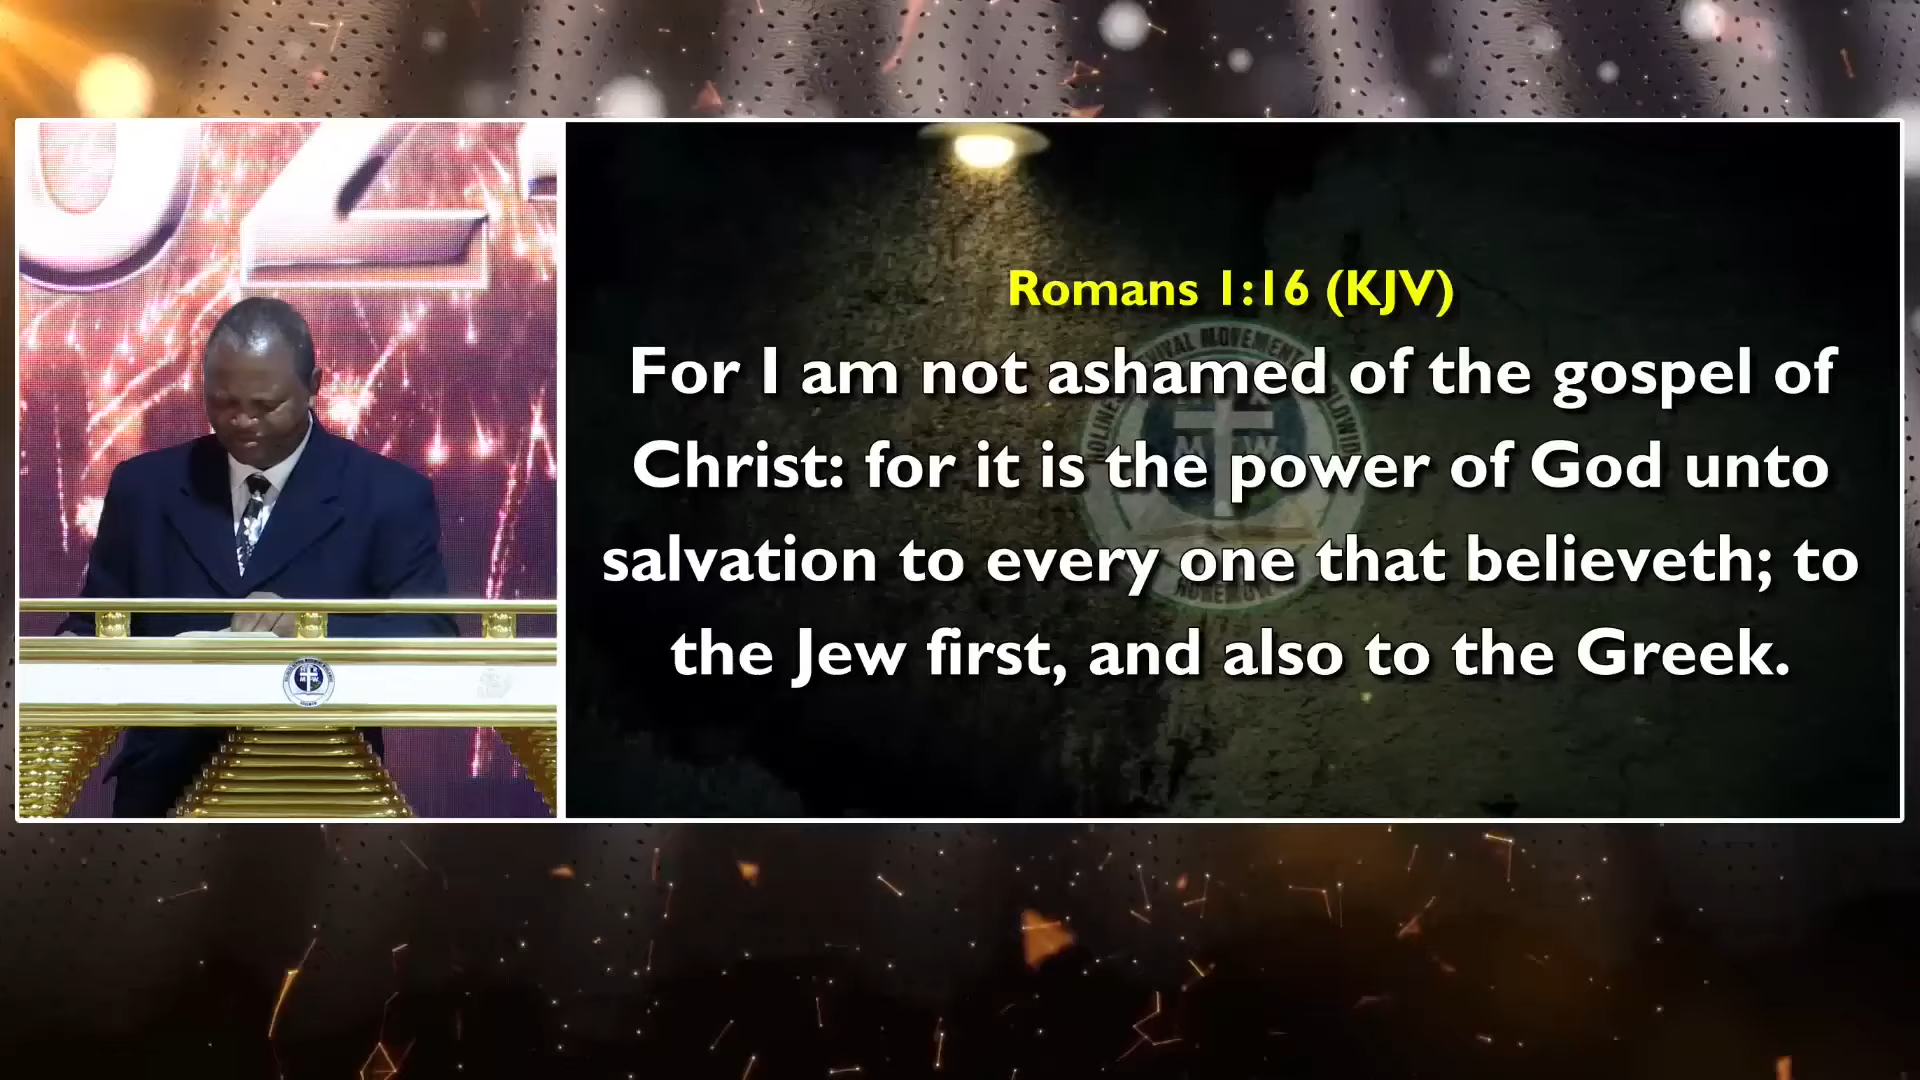 02
Romans 1:16 (KJV)
For I am not ashamed of the gospel of
Christ: for it is the power of God unto
salvation to every one that believeth; to
the Jew first, and also to the Greek.